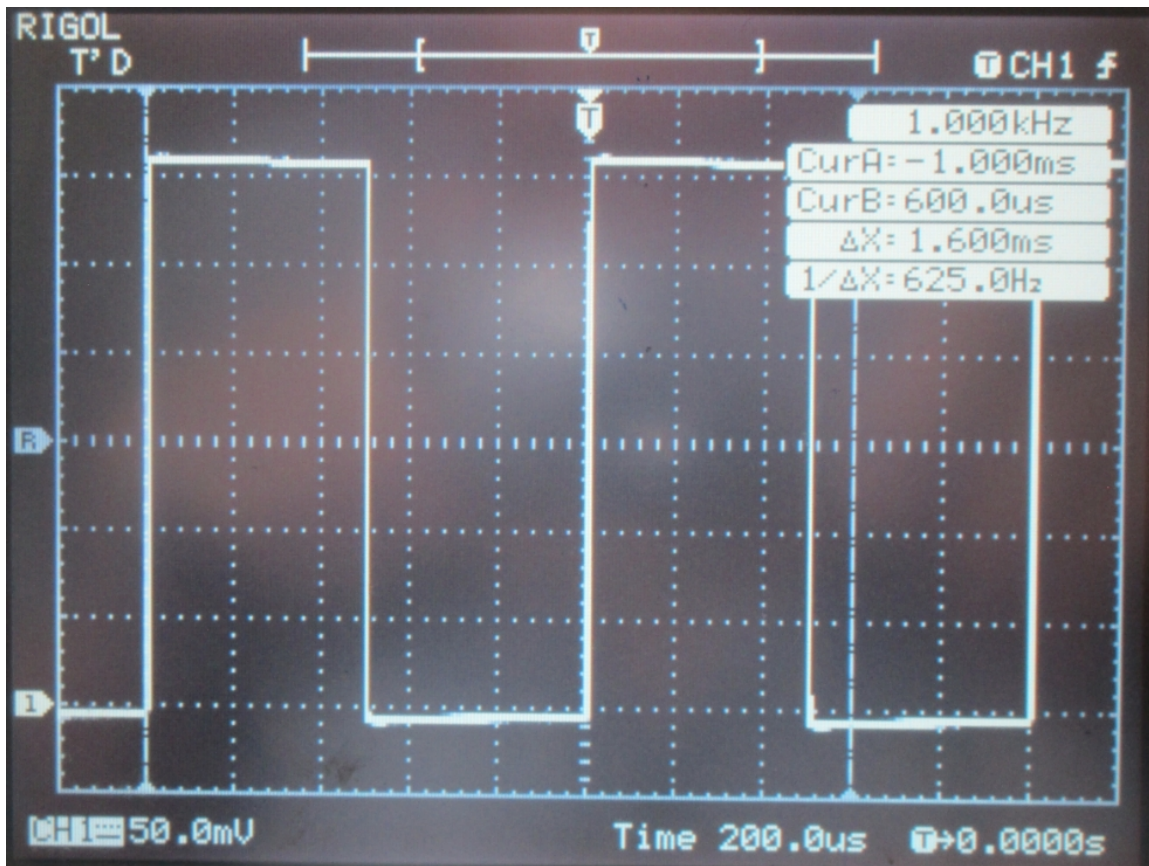 RIGOL
T'D
T
T CH1
T
1.000kHz
CurA:-1.000ms
CurB:600.0us
ΔX:1.600ms
1/ΔX:625.0Hz
R
1
CH1 50.0mV
Time 200.0us
T→0.0000s